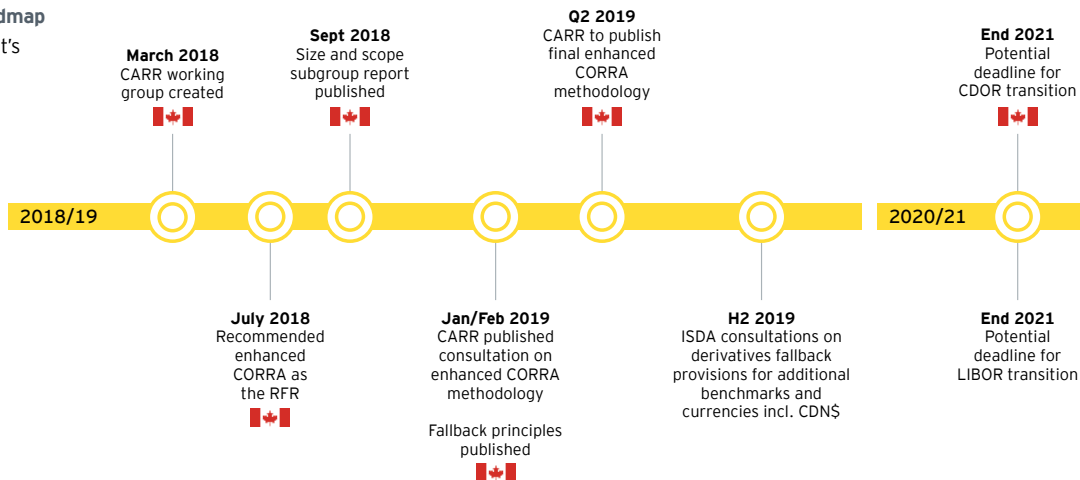 dmap
t's
March 2018
CARR working
group created
Sept 2018
Size and scope
subgroup report
published
Q2 2019
CARR to publish
final enhanced
CORRA
methodology
End 2021
Potential
deadline for
CDOR transition
2018/19
2020/21
July 2018
Recommended
enhanced
CORRA as
the RFR
Jan/Feb 2019
CARR published
consultation on
enhanced CORRA
methodology
Fallback principles
published
H2 2019
ISDA consultations on
derivatives fallback
provisions for additional
benchmarks and
currencies incl. CDN$
End 2021
Potential
deadline for
LIBOR transition